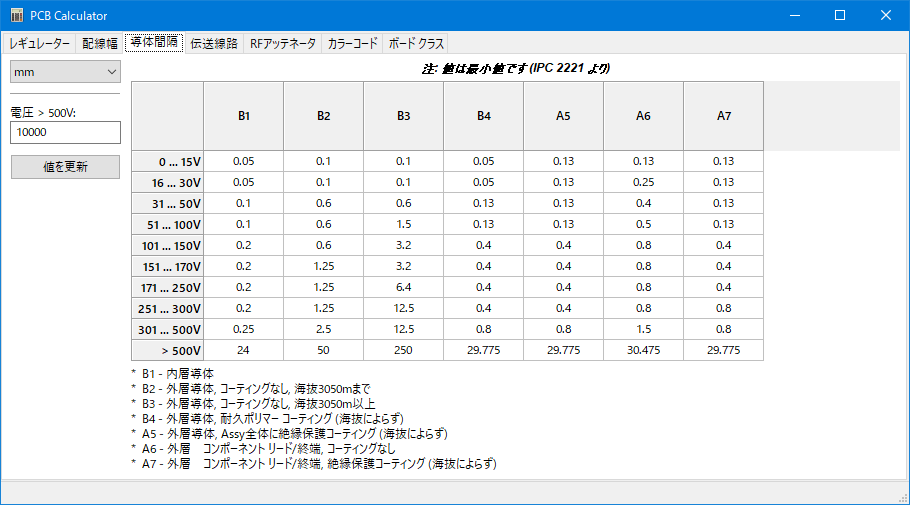 PCB Calculator
レギュレーター 配線幅 導体間隔 伝送線路 RFアッテネータ カラーコード ボード クラス
mm
注: 値は最小値です (IPC 2221 より)
電圧 > 500V:
10000
値を更新
B1 B2 B3 B4 A5 A6 A7
0 ... 15V 0.05 0.1 0.1 0.05 0.13 0.13 0.13
16 ... 30V 0.05 0.1 0.1 0.05 0.13 0.25 0.13
31 ... 50V 0.1 0.6 0.6 0.13 0.13 0.4 0.13
51 ... 100V 0.1 0.6 1.5 0.13 0.13 0.5 0.13
101 ... 150V 0.2 0.6 3.2 0.4 0.4 0.8 0.4
151 ... 170V 0.2 1.25 3.2 0.4 0.4 0.8 0.4
171 ... 250V 0.2 1.25 6.4 0.4 0.4 0.8 0.4
251 ... 300V 0.2 1.25 12.5 0.4 0.4 0.8 0.8
301 ... 500V 0.25 2.5 12.5 0.8 0.8 1.5 0.8
> 500V 24 50 250 29.775 29.775 30.475 29.775
* B1 - 内層導体
* B2 - 外層導体, コーティングなし, 海抜3050mまで
* B3 - 外層導体, コーティングなし, 海抜3050m以上
* B4 - 外層導体, 耐久ポリマー コーティング (海抜によらず)
* A5 - 外層導体, Assy全体に絶縁保護コーティング (海抜によらず)
* A6 - 外層　コンポーネント リード/終端, コーティングなし
* A7 - 外層　コンポーネント リード/終端, 絶縁保護コーティング (海抜によらず)